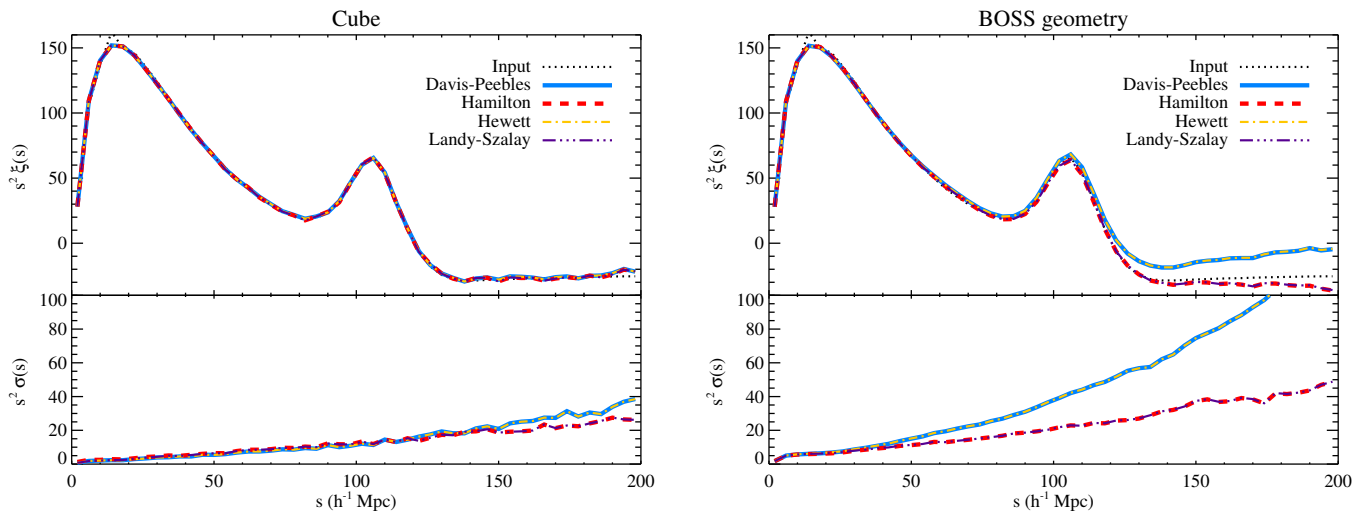 Cube
150
100
50
0
s² ξ(s)
Input
Davis-Peebles
Hamilton
Hewett
Landy-Szalay
100
80
60
40
20
0
s² σ(s)
0 50 100 150 200
s (h⁻¹ Mpc)
BOSS geometry
150
100
50
0
s² ξ(s)
Input
Davis-Peebles
Hamilton
Hewett
Landy-Szalay
100
80
60
40
20
0
s² σ(s)
0 50 100 150 200
s (h⁻¹ Mpc)